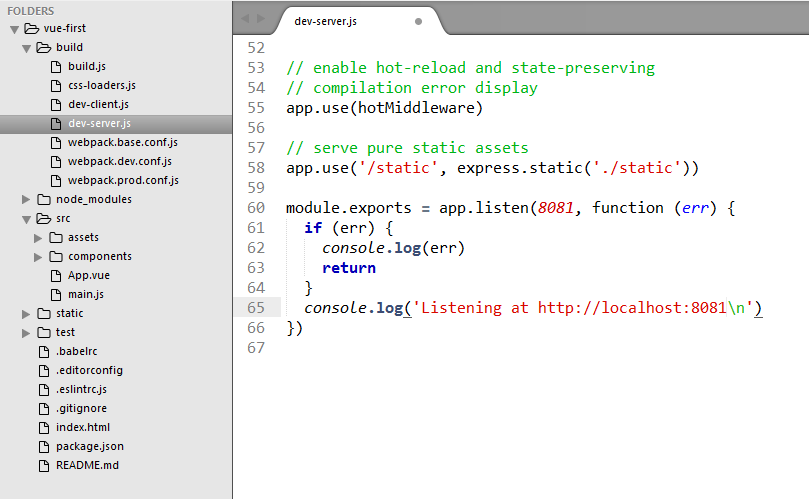 FOLDERS
vue-first
build
build.js
css-loaders.js
dev-client.js
dev-server.js
webpack.base.conf.js
webpack.dev.conf.js
webpack.prod.conf.js
node_modules
src
assets
components
App.vue
main.js
static
test
.babelrc
.editorconfig
.eslintrc.js
.gitignore
index.html
package.json
README.md
dev-server.js
52
53 // enable hot-reload and state-preserving
54 // compilation error display
55 app.use(hotMiddleware)
56
57 // serve pure static assets
58 app.use('/static', express.static('./static'))
59
60 module.exports = app.listen(8081, function (err) {
61 if (err) {
62 console.log(err)
63 return
64 }
65 console.log('Listening at http://localhost:8081\n')
66 })
67